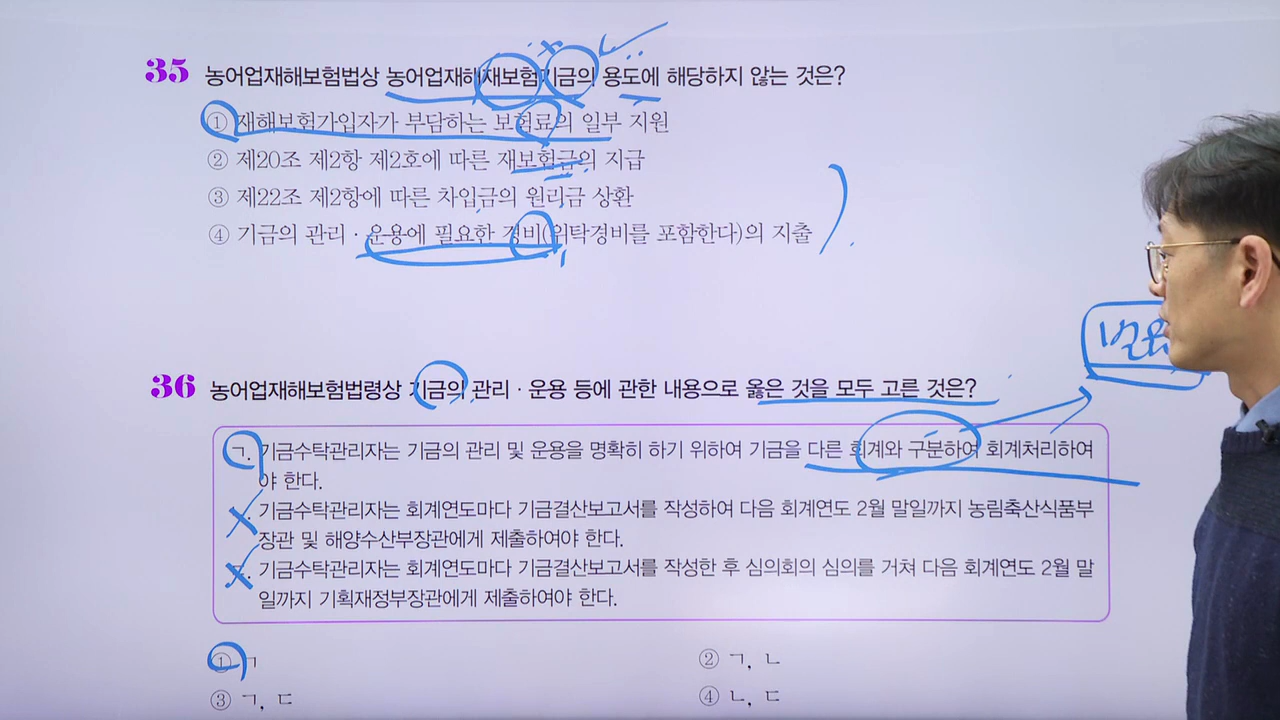 35 농어업재해보험법상 농어업재해재보험기금의 용도에 해당하지 않는 것은?
① 재해보험가입자가 부담하는 보험료의 일부 지원
② 제20조 제2항 제2호에 따른 재보험금의 지급
③ 제22조 제2항에 따른 차입금의 원리금 상환
④ 기금의 관리·운용에 필요한 경비(위탁경비를 포함한다)의 지출
36 농어업재해보험법령상 기금의 관리·운용 등에 관한 내용으로 옳은 것을 모두 고른 것은?
ㄱ. 기금수탁관리자는 기금의 관리 및 운용을 명확히 하기 위하여 기금을 다른 회계와 구분하여 회계처리하여
야 한다.
기금수탁관리자는 회계연도마다 기금결산보고서를 작성하여 다음 회계연도 2월 말일까지 농림축산식품부
장관 및 해양수산부장관에게 제출하여야 한다.
기금수탁관리자는 회계연도마다 기금결산보고서를 작성한 후 심의회의 심의를 거쳐 다음 회계연도 2월 말
일까지 기획재정부장관에게 제출하여야 한다.
① ㄱ
② ㄱ, ㄴ
③ ㄱ, ㄷ
④ ㄴ, ㄷ